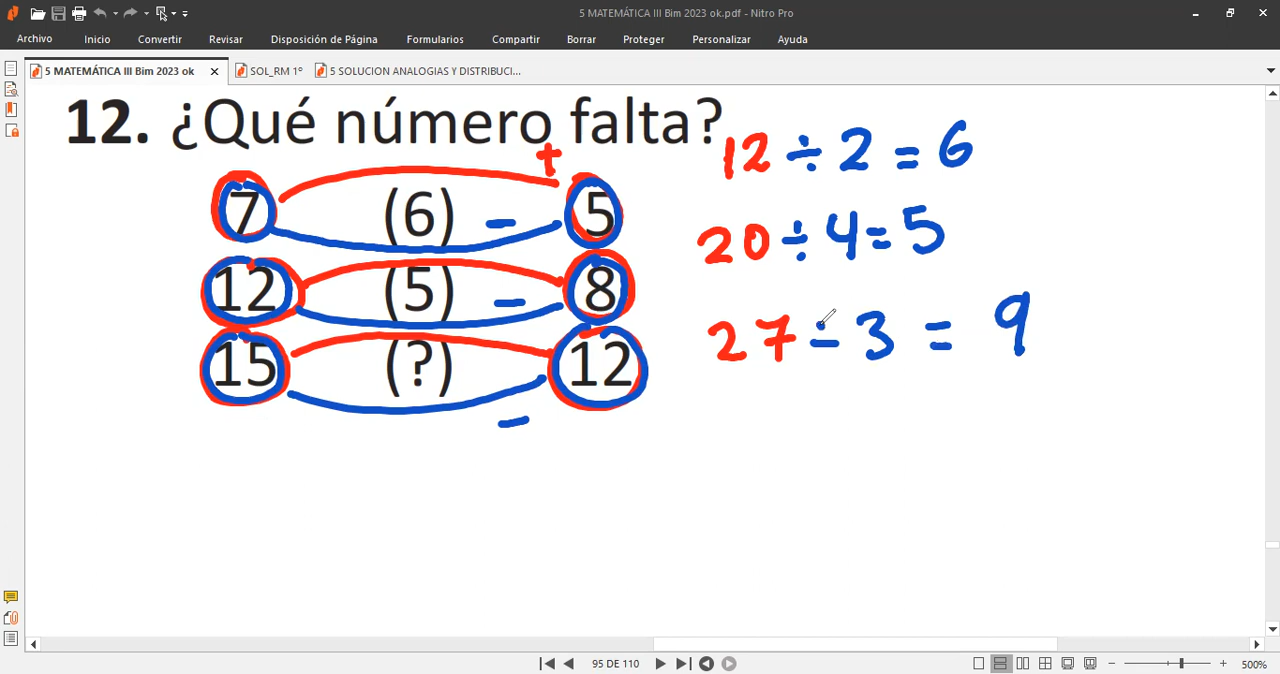 5 MATEMÁTICA III Bim 2023 ok.pdf - Nitro Pro
Archivo Inicio Convertir Revisar Disposición de Página Formularios Compartir Borrar Proteger Personalizar Ayuda
5 MATEMÁTICA III Bim 2023 ok SOL_RM 1º 5 SOLUCION ANALOGIAS Y DISTRIBUCI...
12. ¿Qué número falta?
+
12 ÷ 2 = 6
7 (6) - 5
20 ÷ 4 = 5
12 (5) - 8
27 ÷ 3 = 9
15 (?) 12
-
95 DE 110
500%